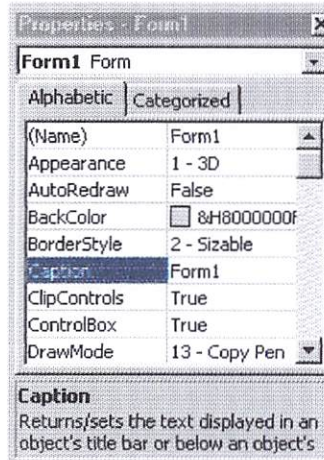 Properties - Form1
Form1 Form
Alphabetic Categorized
(Name) Form1
Appearance 1 - 3D
AutoRedraw False
BackColor &H8000000F
BorderStyle 2 - Sizable
Caption Form1
ClipControls True
ControlBox True
DrawMode 13 - Copy Pen
Caption
Returns/sets the text displayed in an
object's title bar or below an object's